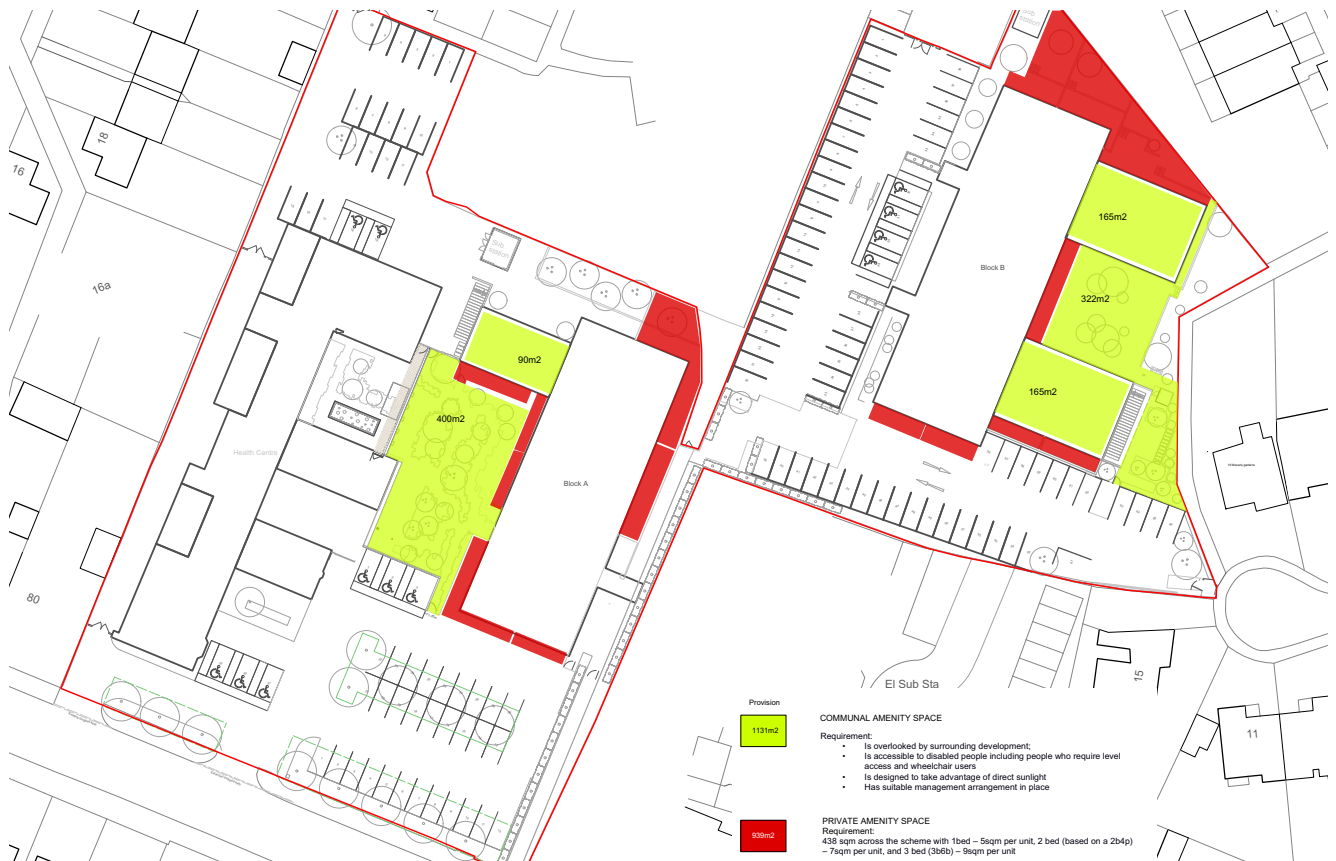 Sub
station
18
16
16a
Sub
station
165m2
Block B
322m2
90m2
165m2
400m2
Health Centre
Block A
80
El Sub Sta
15
11
Provision
1131m2
COMMUNAL AMENITY SPACE
Requirement:
• Is overlooked by surrounding development;
• Is accessible to disabled people including people who require level
access and wheelchair users
• Is designed to take advantage of direct sunlight
• Has suitable management arrangement in place
939m2
PRIVATE AMENITY SPACE
Requirement:
438 sqm across the scheme with 1bed – 5sqm per unit, 2 bed (based on a 2b4p)
– 7sqm per unit, and 3 bed (3b6b) – 9sqm per unit